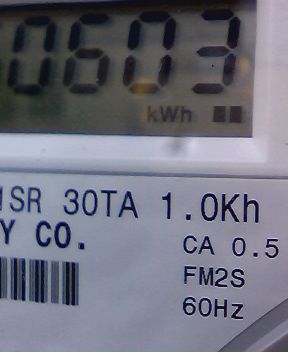 0603
kWh
SR 30TA 1.0Kh
Y CO.
CA 0.5
FM2S
60Hz